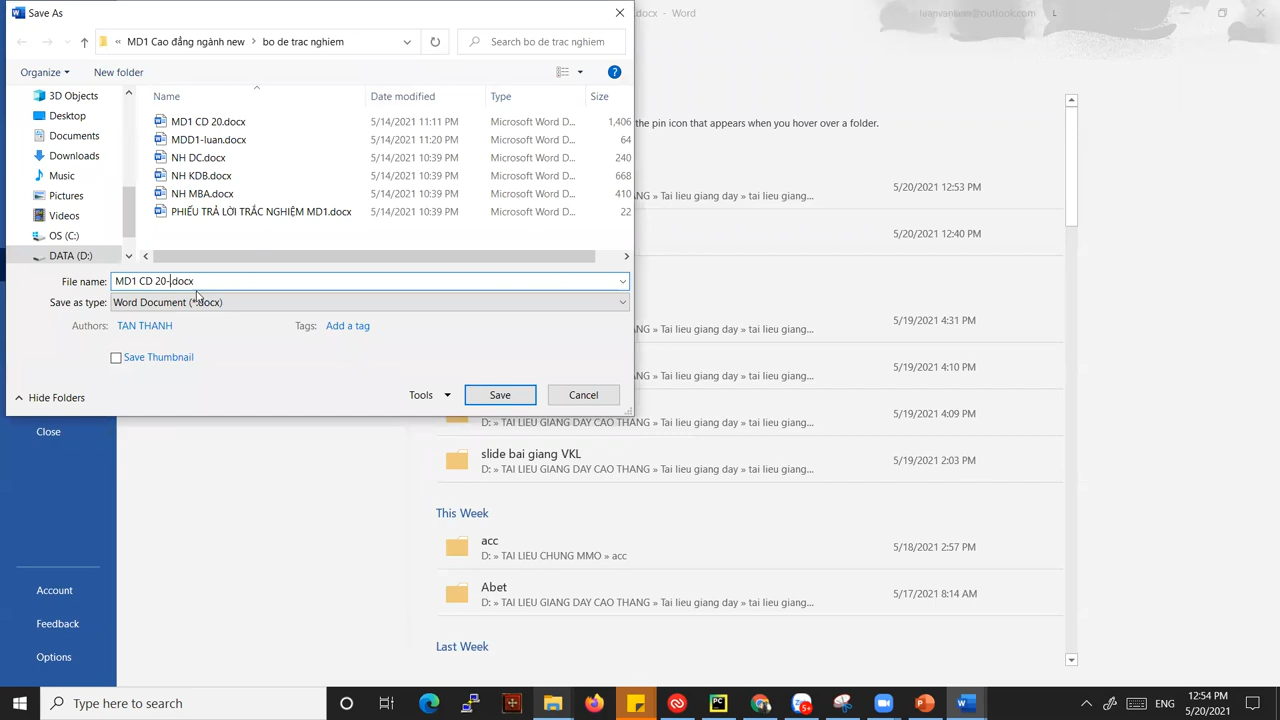 Save As
docx - Word
luanvanluan@outlook.com
L
« MD1 Cao đẳng ngành new > bo de trac nghiem
Search bo de trac nghiem
Organize
New folder
3D Objects
Desktop
Documents
Downloads
Music
Pictures
Videos
OS (C:)
DATA (D:)
Name Date modified Type Size
MD1 CD 20.docx 5/14/2021 11:11 PM Microsoft Word D... 1,406
MDD1-luan.docx 5/14/2021 11:20 PM Microsoft Word D... 64
NH DC.docx 5/14/2021 10:39 PM Microsoft Word D... 240
NH KDB.docx 5/14/2021 10:39 PM Microsoft Word D... 668
NH MBA.docx 5/14/2021 10:39 PM Microsoft Word D... 410
PHIẾU TRẢ LỜI TRẮC NGHIỆM MD1.docx 5/14/2021 10:39 PM Microsoft Word D... 22
File name: MD1 CD 20-.docx
Save as type: Word Document (*.docx)
Authors: TAN THANH
Tags: Add a tag
Save Thumbnail
Hide Folders
Tools
Save
Cancel
the pin icon that appears when you hover over a folder.
5/20/2021 12:53 PM
NG » Tai lieu giang day » tai lieu giang...
5/20/2021 12:40 PM
5/19/2021 4:31 PM
NG » Tai lieu giang day » tai lieu giang...
5/19/2021 4:10 PM
NG » Tai lieu giang day » tai lieu giang...
5/19/2021 4:09 PM
D: » TAI LIEU GIANG DAY CAO THANG » Tai lieu giang day » tai lieu giang...
slide bai giang VKL
5/19/2021 2:03 PM
D: » TAI LIEU GIANG DAY CAO THANG » Tai lieu giang day » tai lieu giang...
This Week
acc
5/18/2021 2:57 PM
D: » TAI LIEU CHUNG MMO » acc
Abet
5/17/2021 8:14 AM
D: » TAI LIEU GIANG DAY CAO THANG » Tai lieu giang day » tai lieu giang...
Last Week
Close
Account
Feedback
Options
Type here to search
ENG
12:54 PM
5/20/2021